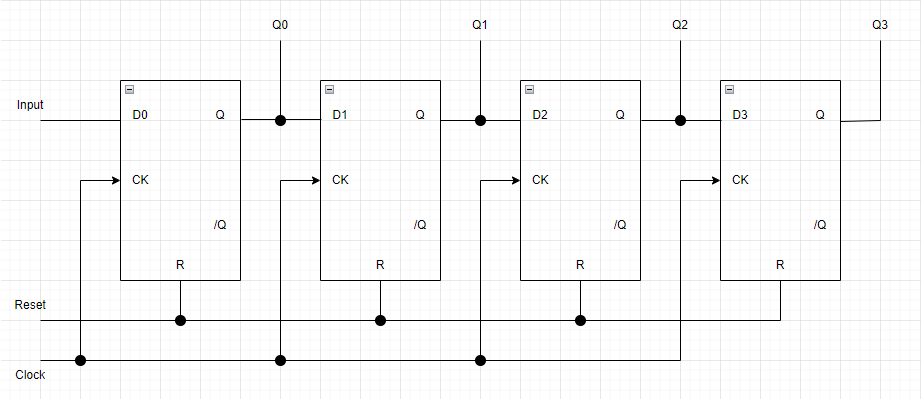 Q0 Q1 Q2 Q3
Input D0 Q D1 Q D2 Q D3 Q
CK CK CK CK
/Q /Q /Q /Q
R R R R
Reset
Clock